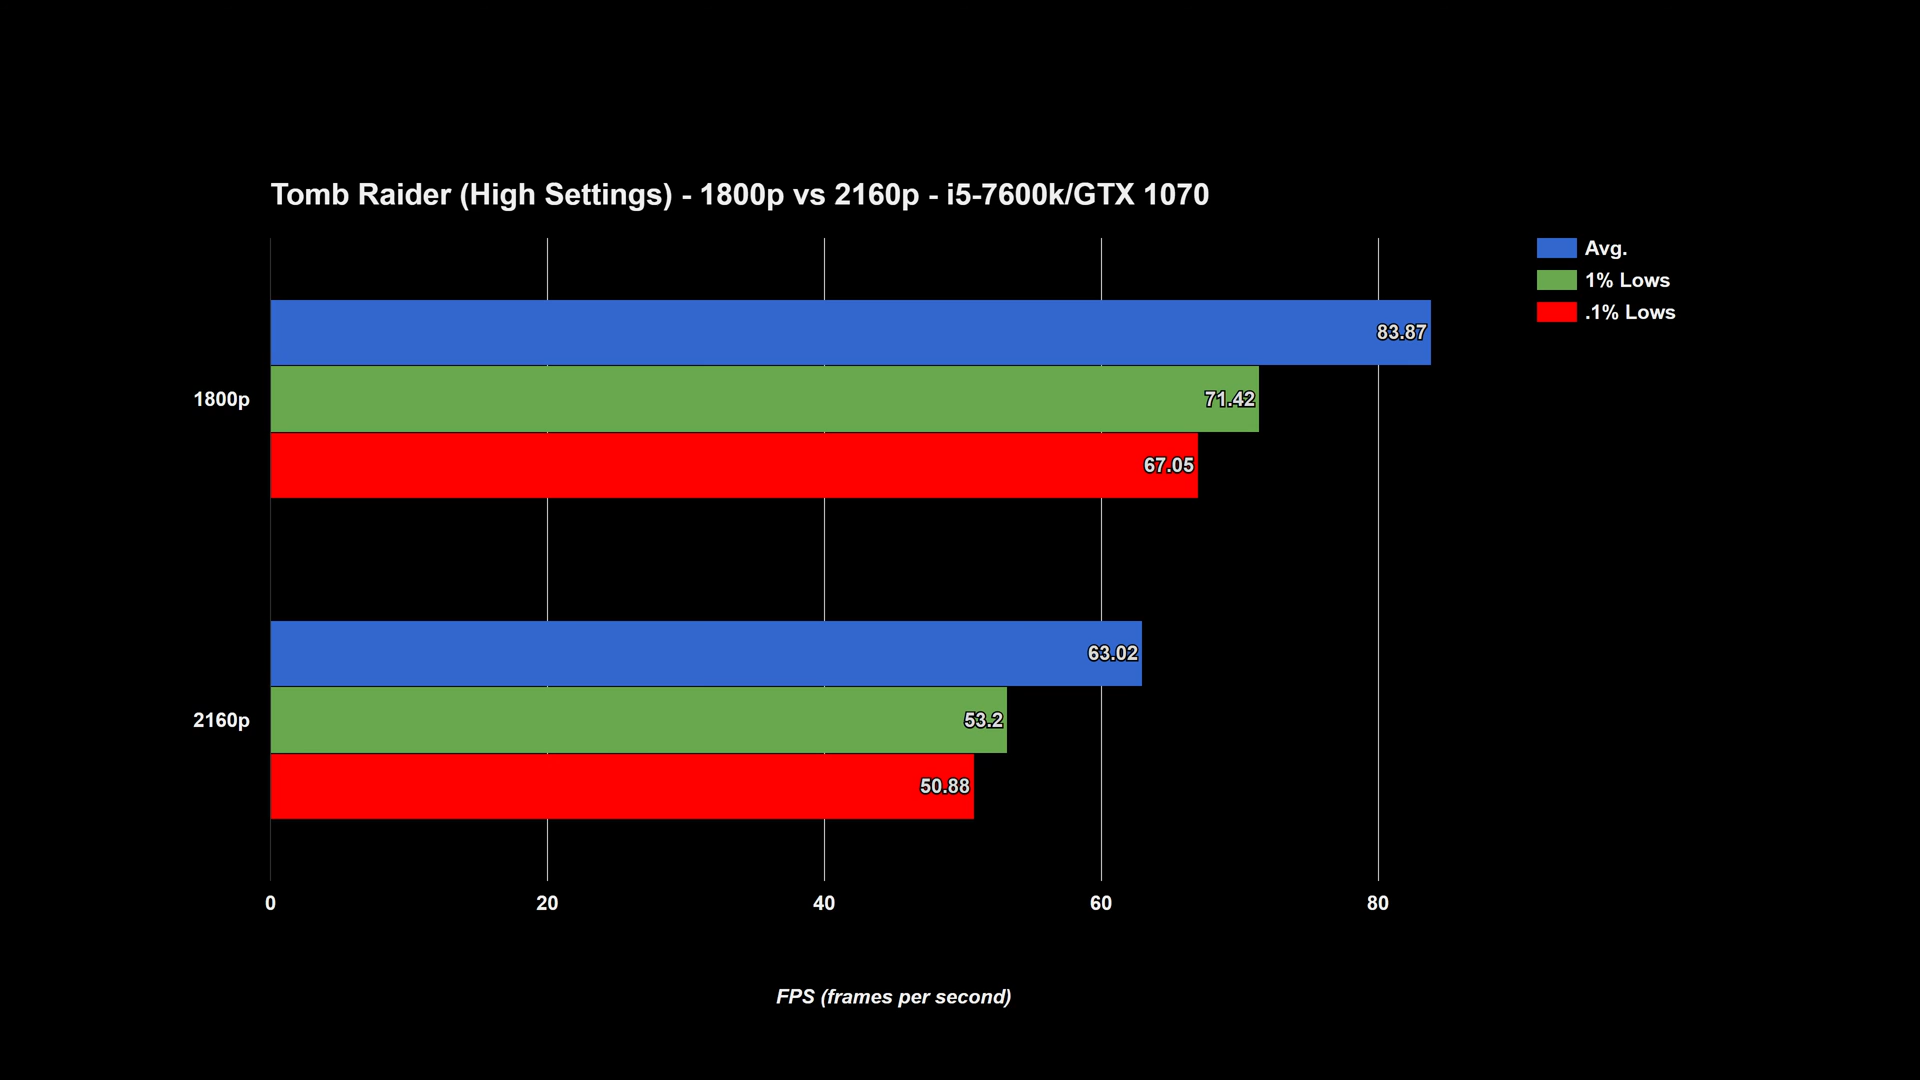 Tomb Raider (High Settings) - 1800p vs 2160p - i5-7600k/GTX 1070
Avg.
1% Lows
.1% Lows
1800p
83.87
71.42
67.05
2160p
63.02
53.2
50.88
0 20 40 60 80
FPS (frames per second)